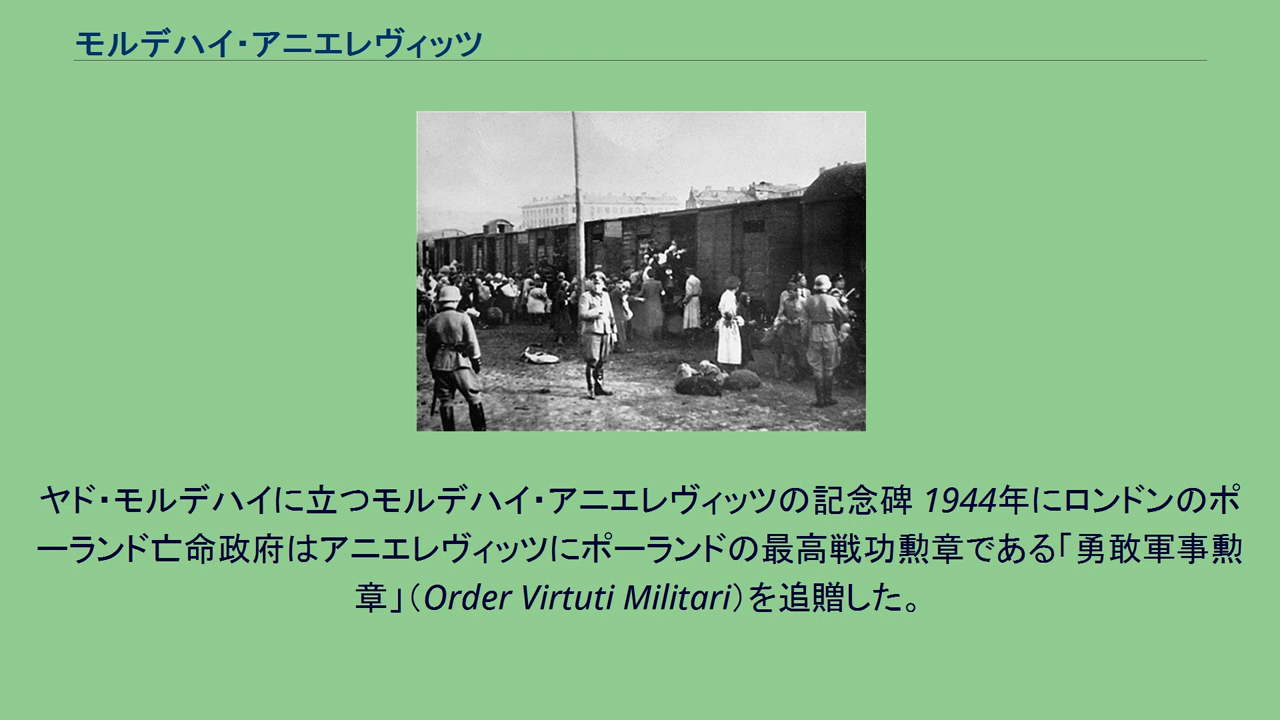 モルデハイ・アニエレヴィッツ
ヤド・モルデハイに立つモルデハイ・アニエレヴィッツの記念碑 1944年にロンドンのポ
ーランド亡命政府はアニエレヴィッツにポーランドの最高戦功勲章である「勇敢軍事勲
章」（Order Virtuti Militari）を追贈した。